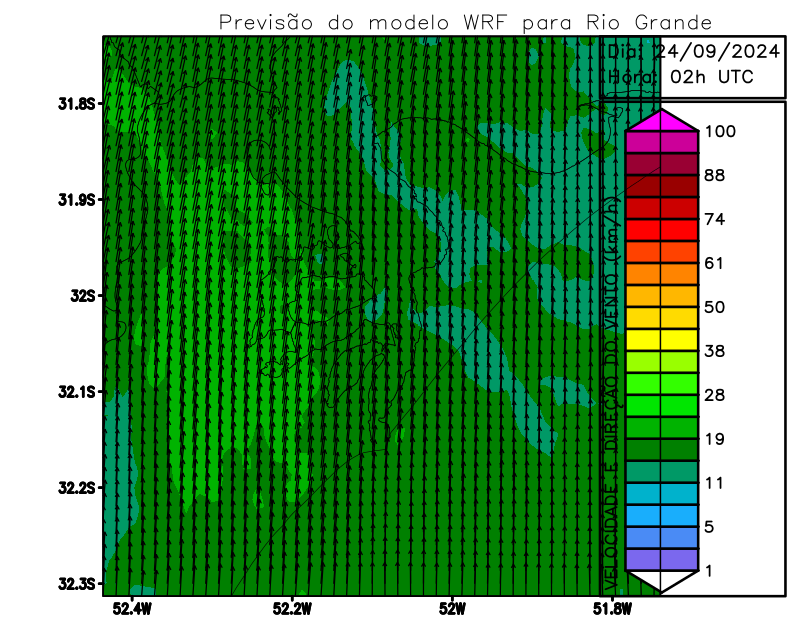 Previsão do modelo WRF para Rio Grande
Dia: 24/09/2024
Hora: 02h UTC
31.8S
31.9S
32S
32.1S
32.2S
32.3S
52.4W
52.2W
52W
51.8W
VELOCIDADE E DIREÇÃO DO VENTO (km/h)
100
88
74
61
50
38
28
19
11
5
1